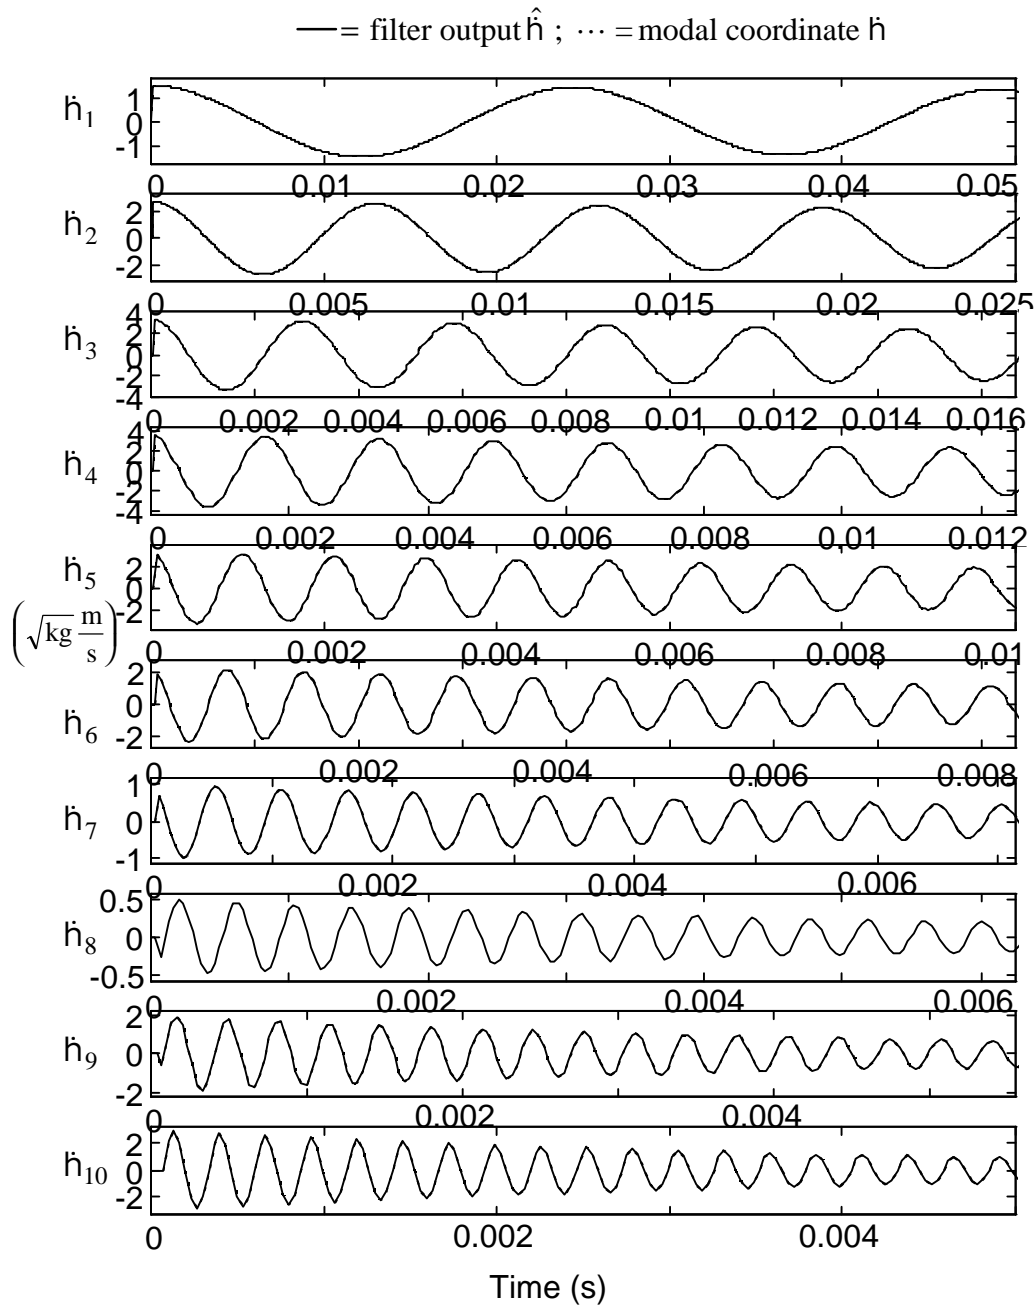 — = filter output ḣ̂ ; ··· = modal coordinate ḣ
ḣ1
1
0
-1
0 0.01 0.02 0.03 0.04 0.05
ḣ2
2
0
-2
0 0.005 0.01 0.015 0.02 0.025
ḣ3
4
2
0
-2
-4
0 0.002 0.004 0.006 0.008 0.01 0.012 0.014 0.016
ḣ4
4
2
0
-2
-4
0 0.002 0.004 0.006 0.008 0.01 0.012
ḣ5
2
0
-2
(√kg m/s)
0 0.002 0.004 0.006 0.008 0.01
ḣ6
2
0
-2
0 0.002 0.004 0.006 0.008
ḣ7
1
0
-1
0 0.002 0.004 0.006
ḣ8
0.5
0
-0.5
0 0.002 0.004 0.006
ḣ9
2
0
-2
0 0.002 0.004
ḣ10
2
0
-2
0 0.002 0.004
Time (s)